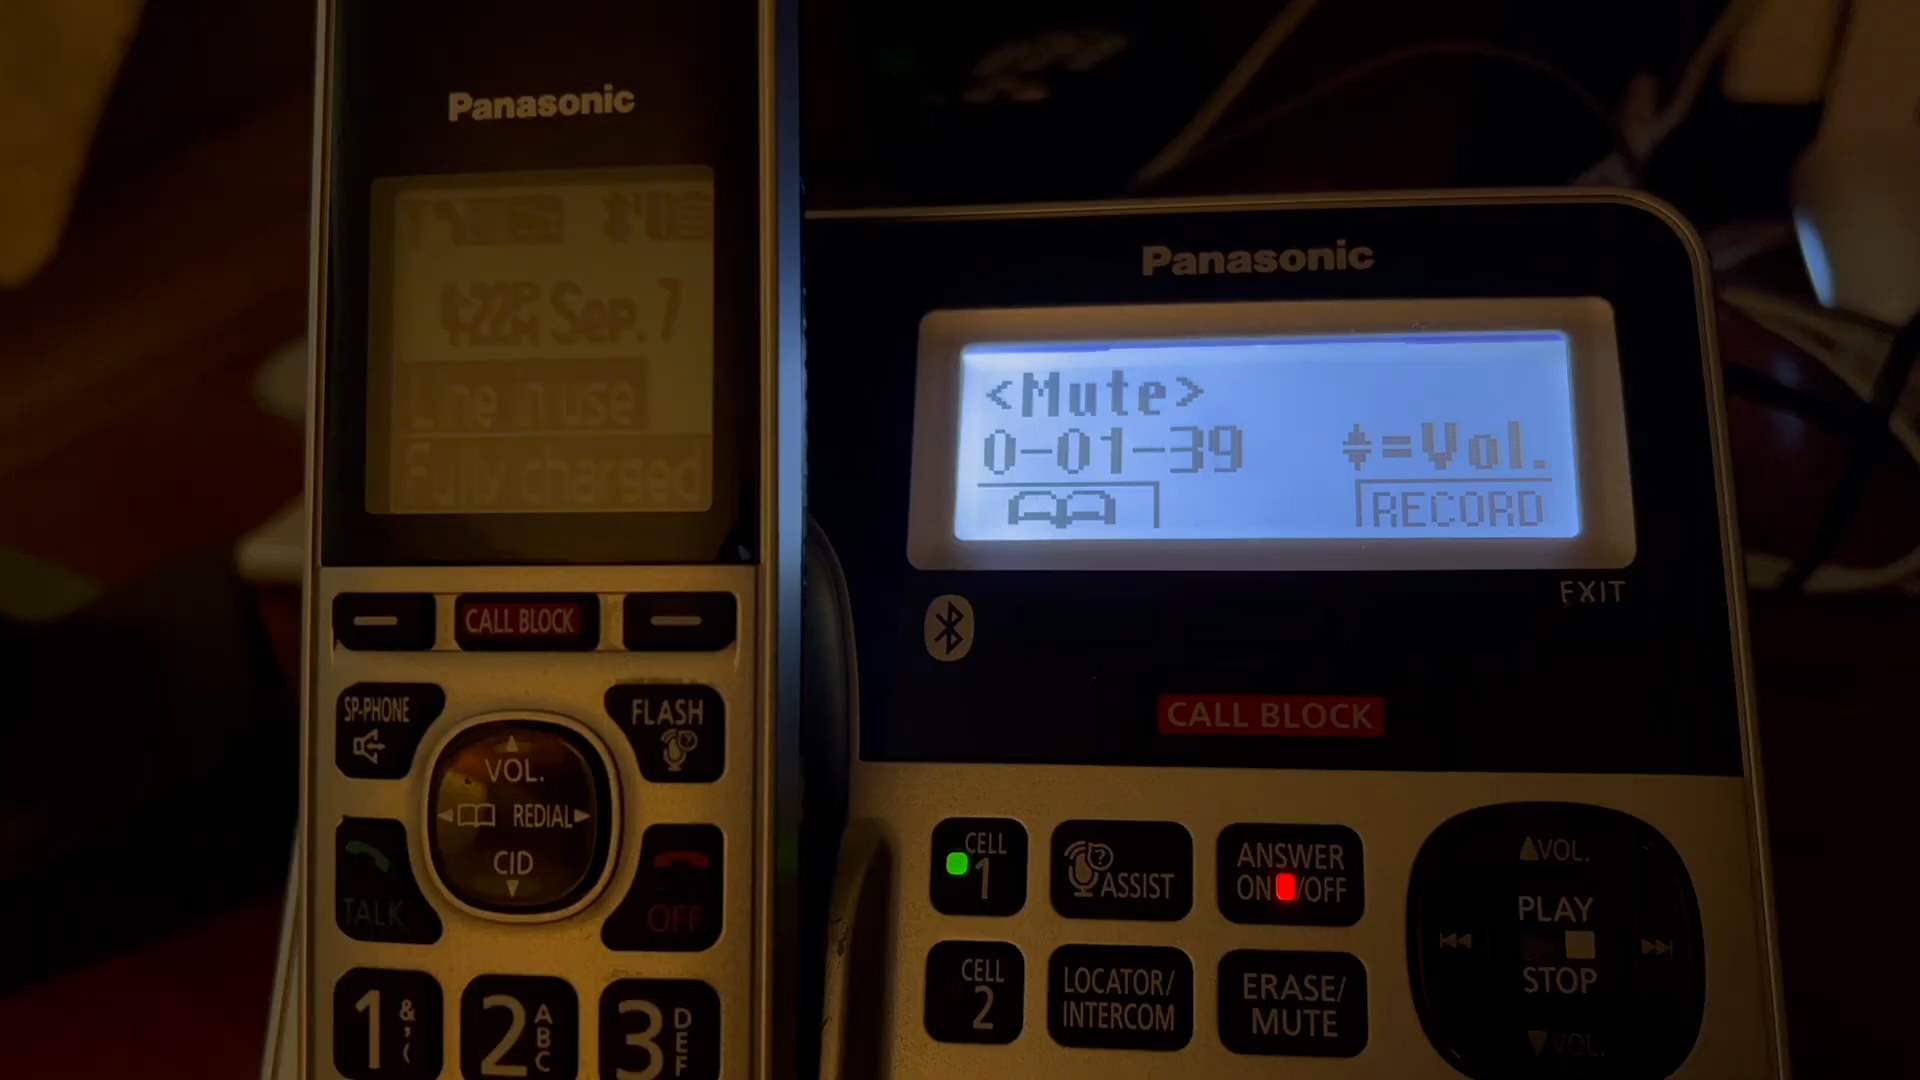 Panasonic
Sep. 7
Line in use
Fully charged
CALL BLOCK
SP-PHONE
FLASH
VOL.
REDIAL
CID
TALK
OFF
1 & ' (
2 ABC
3 DEF
Panasonic
<Mute>
0-01-39 =Vol.
RECORD
EXIT
CALL BLOCK
CELL 1
ASSIST
ANSWER ON/OFF
CELL 2
LOCATOR/
INTERCOM
ERASE/
MUTE
VOL.
PLAY
STOP
VOL.